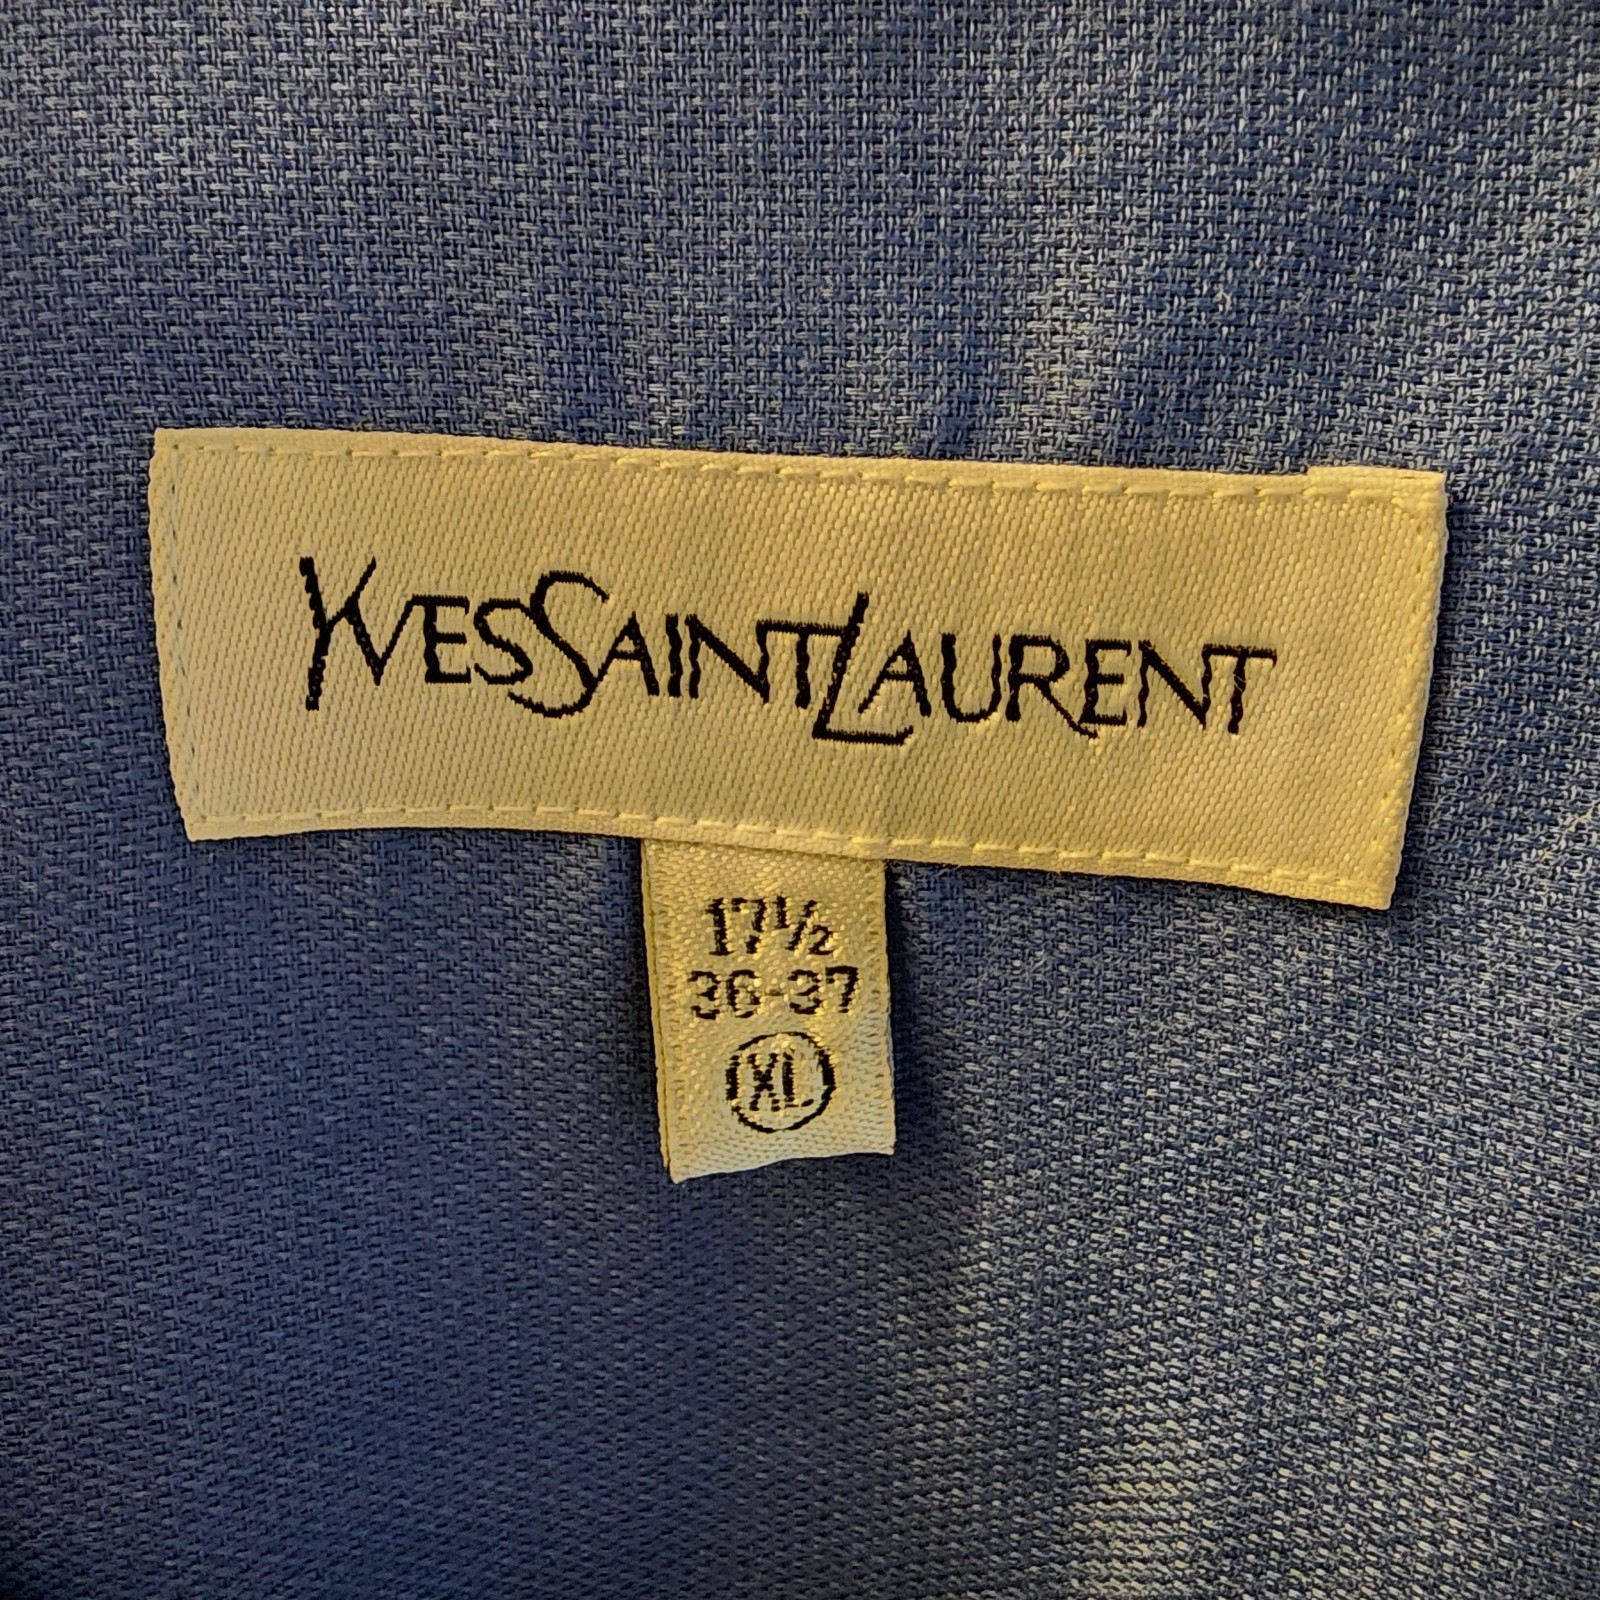 YVESSAINTLAURENT
17½
36-37
XL